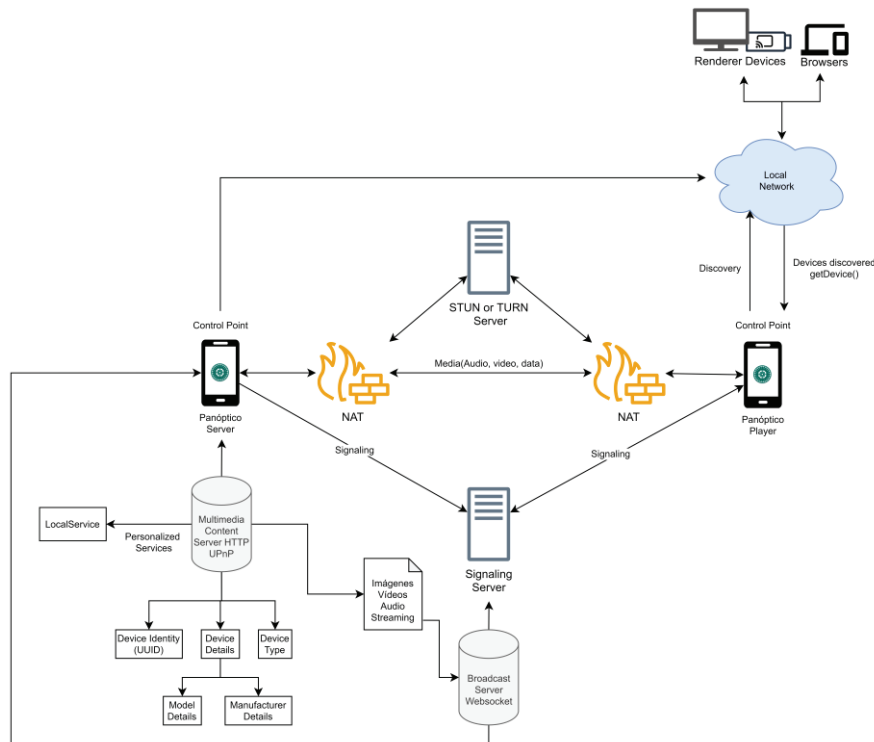 Renderer Devices
Browsers
Local
Network
Discovery
Devices discovered
getDevice()
STUN or TURN
Server
Control Point
Control Point
Media(Audio, video, data)
NAT
NAT
Panóptico
Server
Panóptico
Player
Signaling
Signaling
LocalService
Personalized
Services
Multimedia
Content
Server HTTP
UPnP
Signaling
Server
Imágenes
Vídeos
Audio
Streaming
Device Identity
(UUID)
Device
Details
Device
Type
Broadcast
Server
Websocket
Model
Details
Manufacturer
Details